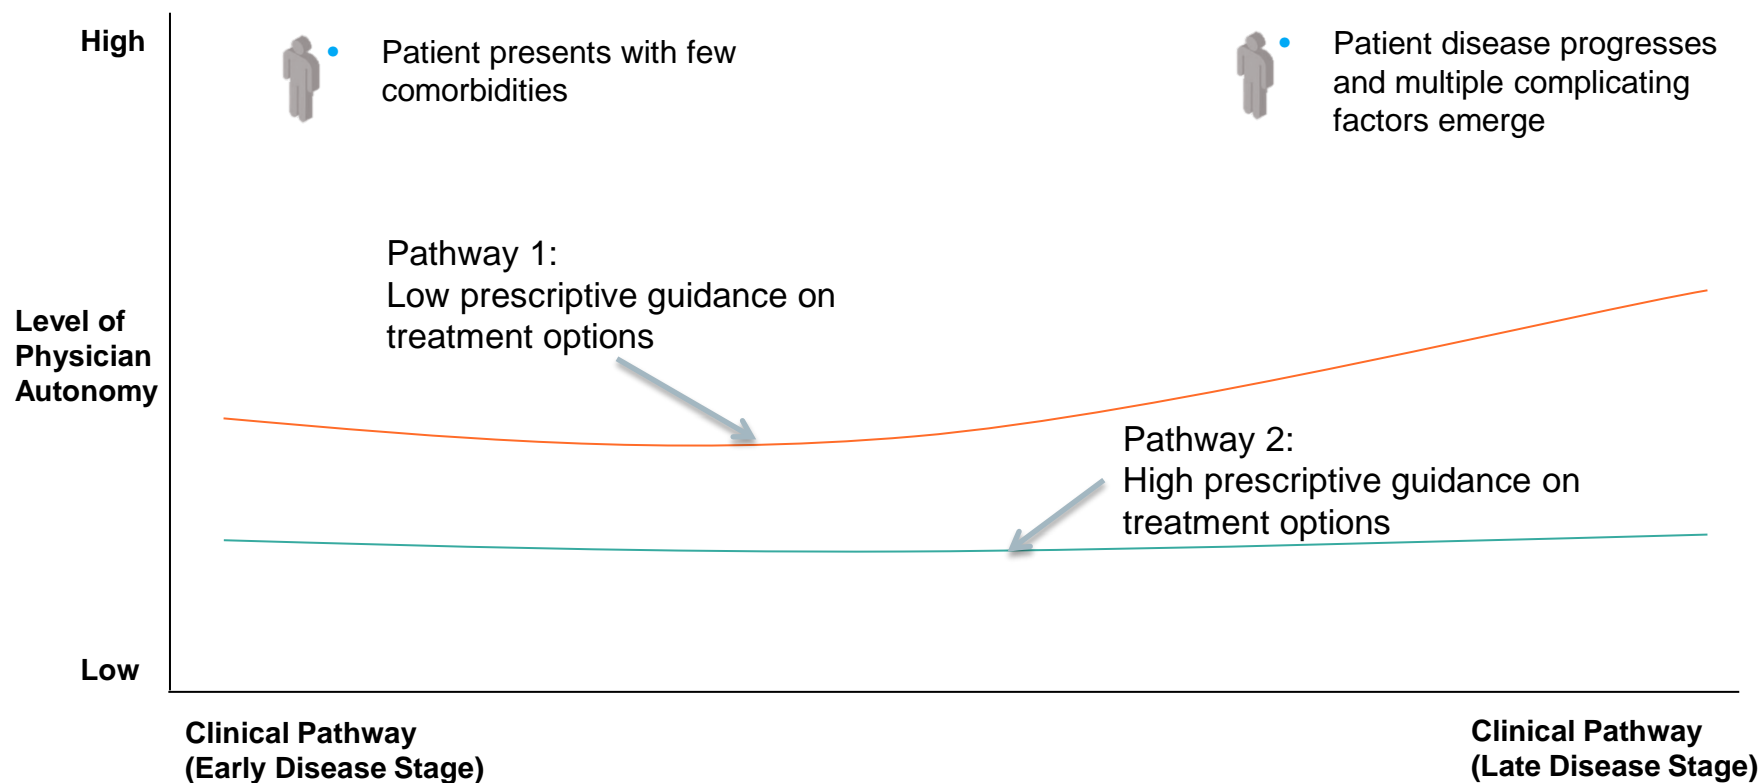 High
Patient presents with few
comorbidities
Patient disease progresses
and multiple complicating
factors emerge
Pathway 1:
Low prescriptive guidance on
treatment options
Level of
Physician
Autonomy
Pathway 2:
High prescriptive guidance on
treatment options
Low
Clinical Pathway
(Early Disease Stage)
Clinical Pathway
(Late Disease Stage)